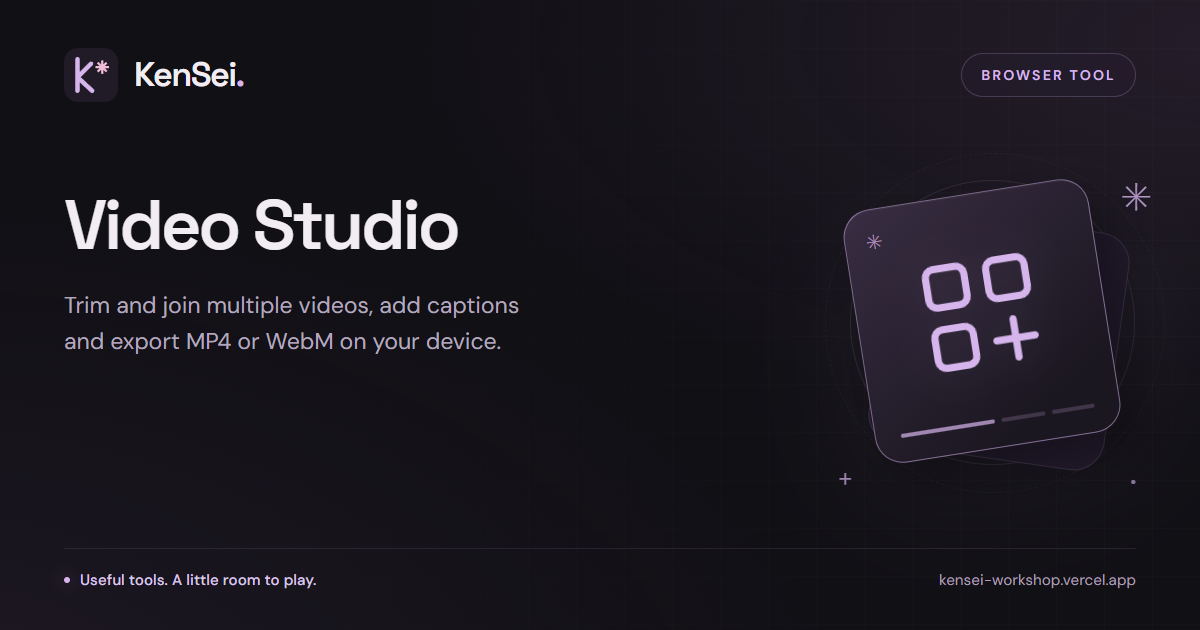 KenSei.
BROWSER TOOL
Video Studio
Trim and join multiple videos, add captions
and export MP4 or WebM on your device.
Useful tools. A little room to play.
kensei-workshop.vercel.app